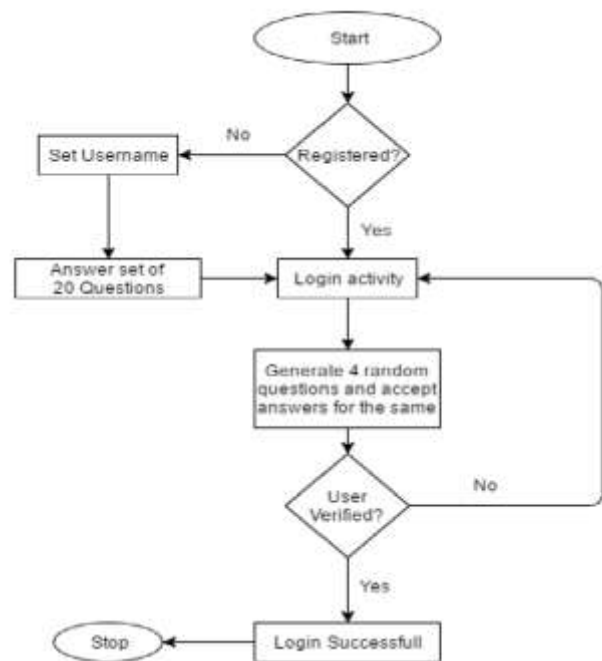 Start
Registered?
No
Set Username
Yes
Answer set of
20 Questions
Login activity
Generate 4 random
questions and accept
answers for the same
User
Verified?
No
Yes
Login Successfull
Stop